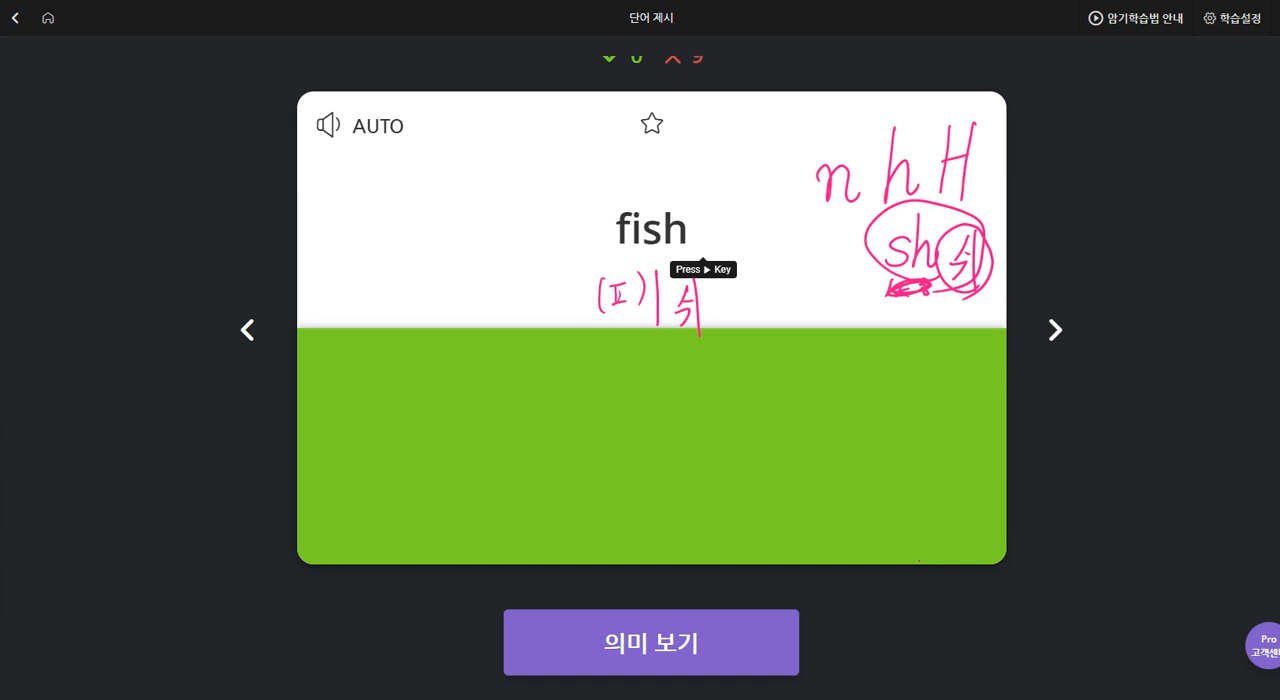 단어 제시
암기학습법 안내
학습설정
AUTO
n h H
fish
sh 쉬
Press ▶ Key
(ㅍ)ㅣ쉬
의미 보기
Pro